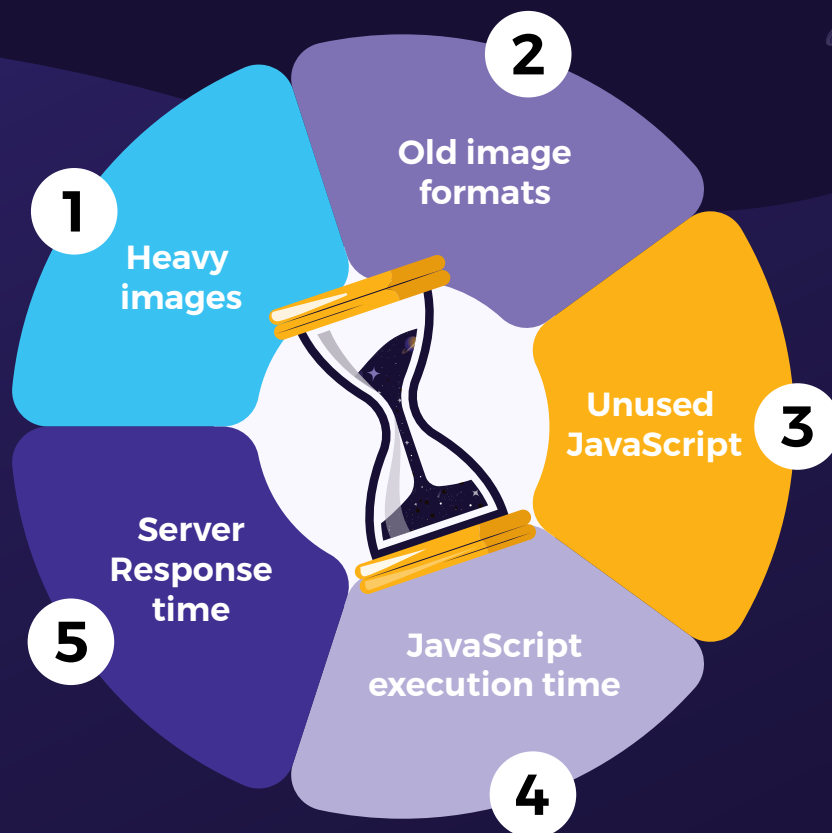 1
Heavy
images
2
Old image
formats
3
Unused
JavaScript
4
JavaScript
execution time
5
Server
Response
time